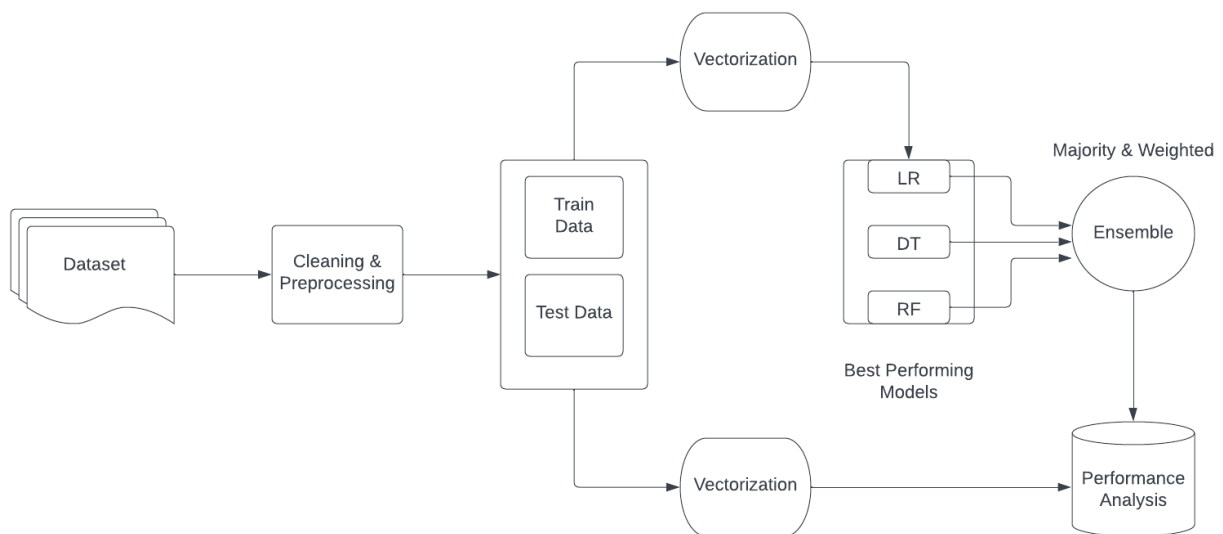 Vectorization
Majority & Weighted
LR
Train
Data
Ensemble
DT
Dataset
Cleaning &
Preprocessing
Test Data
RF
Best Performing
Models
Vectorization
Performance
Analysis